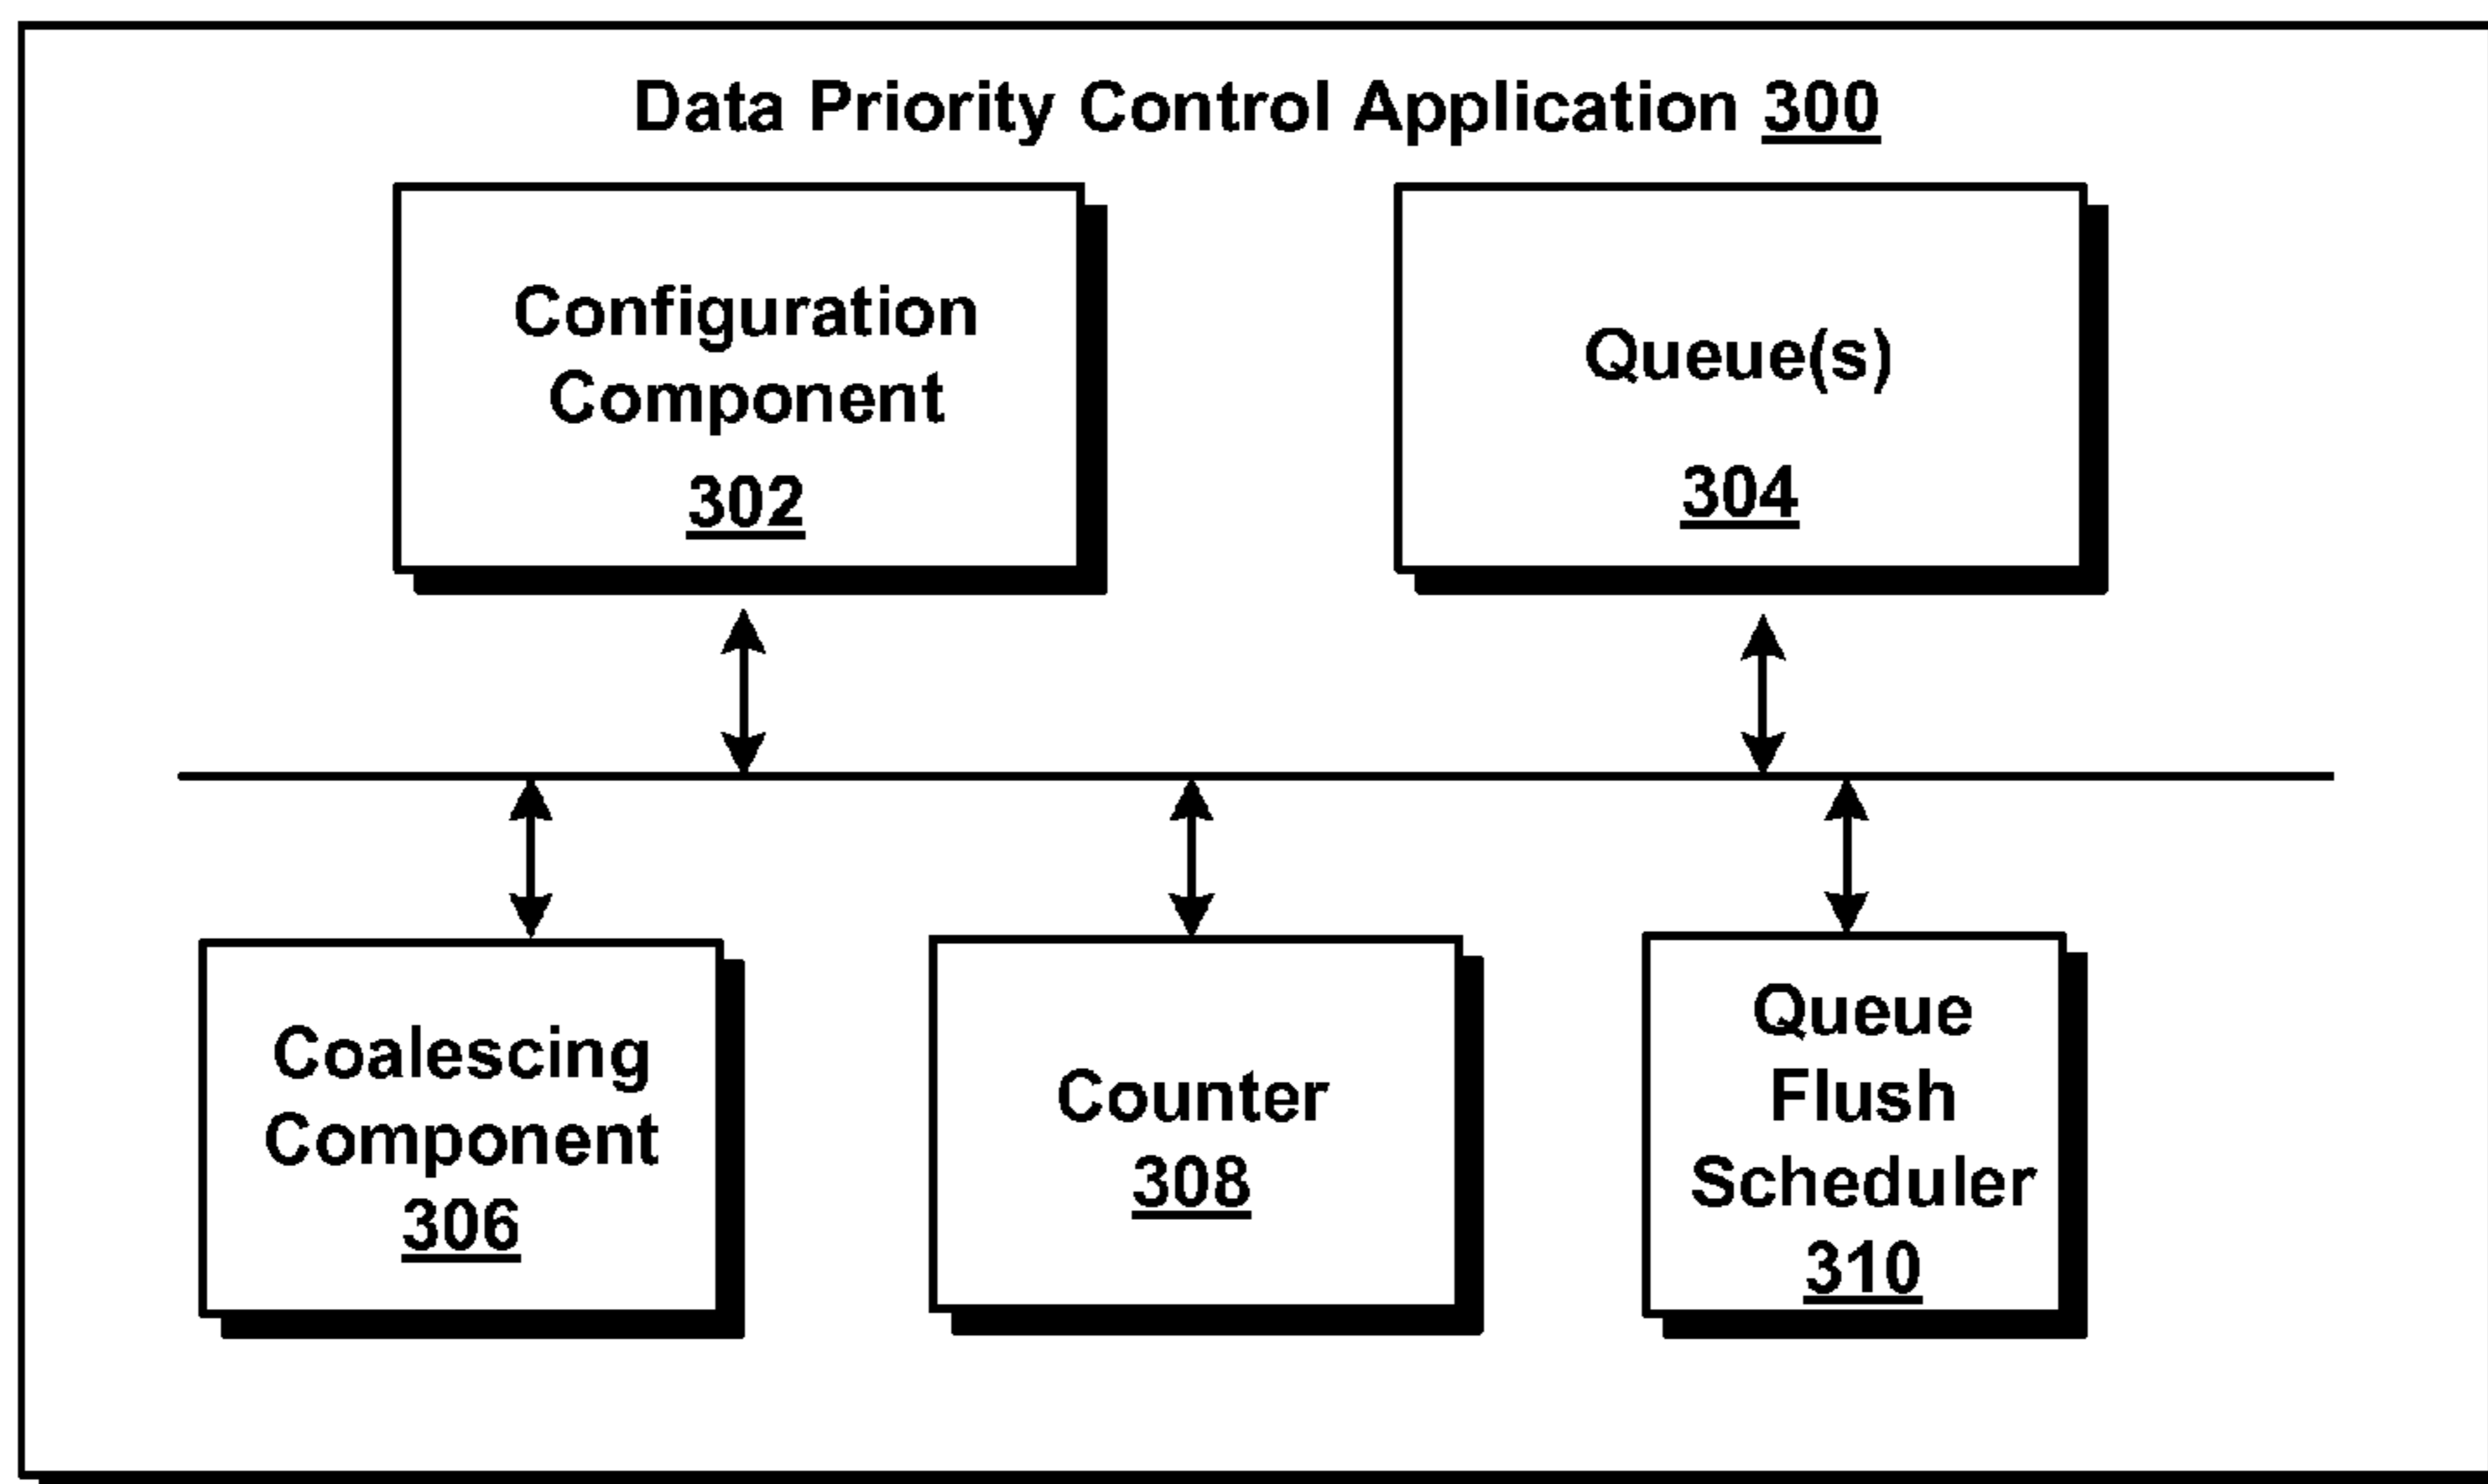 Data Priority Control Application 300
Configuration
Component
302
Queue(s)
304
Coalescing
Component
306
Counter
308
Queue
Flush
Scheduler
310